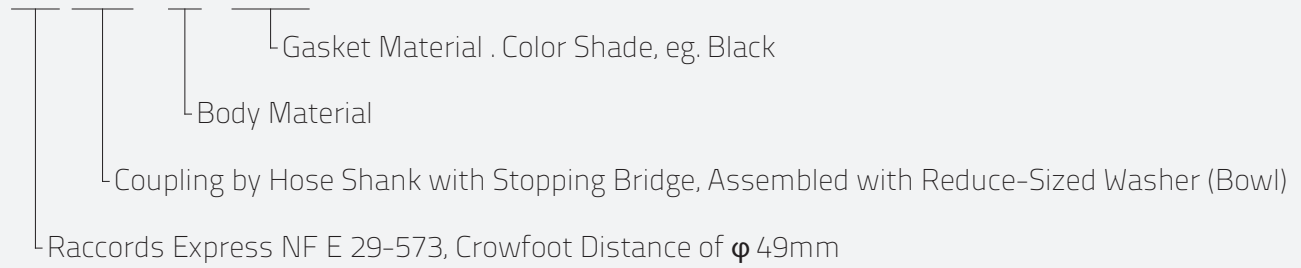 Gasket Material . Color Shade, eg. Black
Body Material
Coupling by Hose Shank with Stopping Bridge, Assembled with Reduce-Sized Washer (Bowl)
Raccords Express NF E 29-573, Crowfoot Distance of φ 49mm